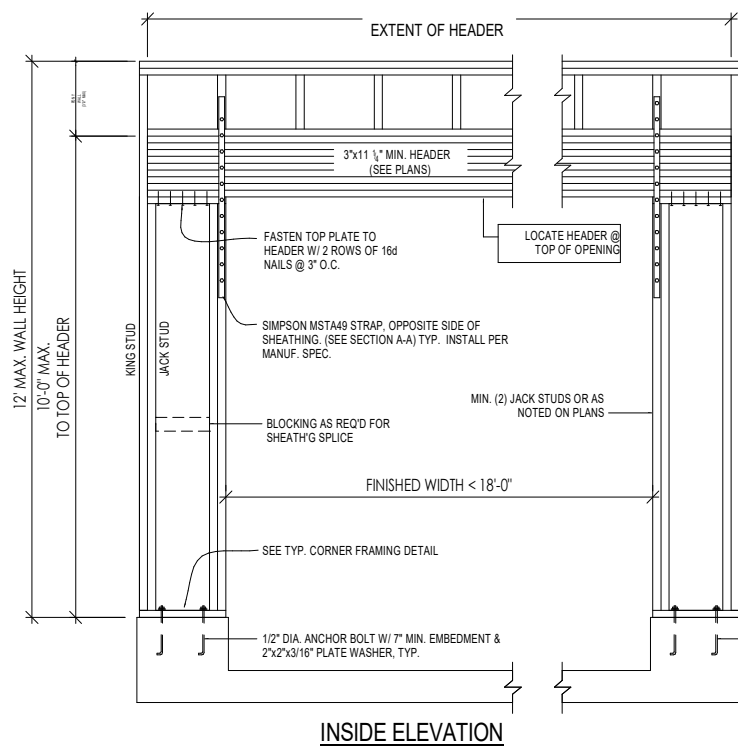 EXTENT OF HEADER
3"x11 ¼" MIN. HEADER
(SEE PLANS)
FASTEN TOP PLATE TO
HEADER W/ 2 ROWS OF 16d
NAILS @ 3" O.C.
LOCATE HEADER @
TOP OF OPENING
12' MAX. WALL HEIGHT
10'-0" MAX.
TO TOP OF HEADER
KING STUD
JACK STUD
SIMPSON MSTA49 STRAP, OPPOSITE SIDE OF
SHEATHING. (SEE SECTION A-A) TYP. INSTALL PER
MANUF. SPEC.
MIN. (2) JACK STUDS OR AS
NOTED ON PLANS
BLOCKING AS REQ'D FOR
SHEATH'G SPLICE
FINISHED WIDTH < 18'-0"
SEE TYP. CORNER FRAMING DETAIL
1/2" DIA. ANCHOR BOLT W/ 7" MIN. EMBEDMENT &
2"x2"x3/16" PLATE WASHER, TYP.
INSIDE ELEVATION